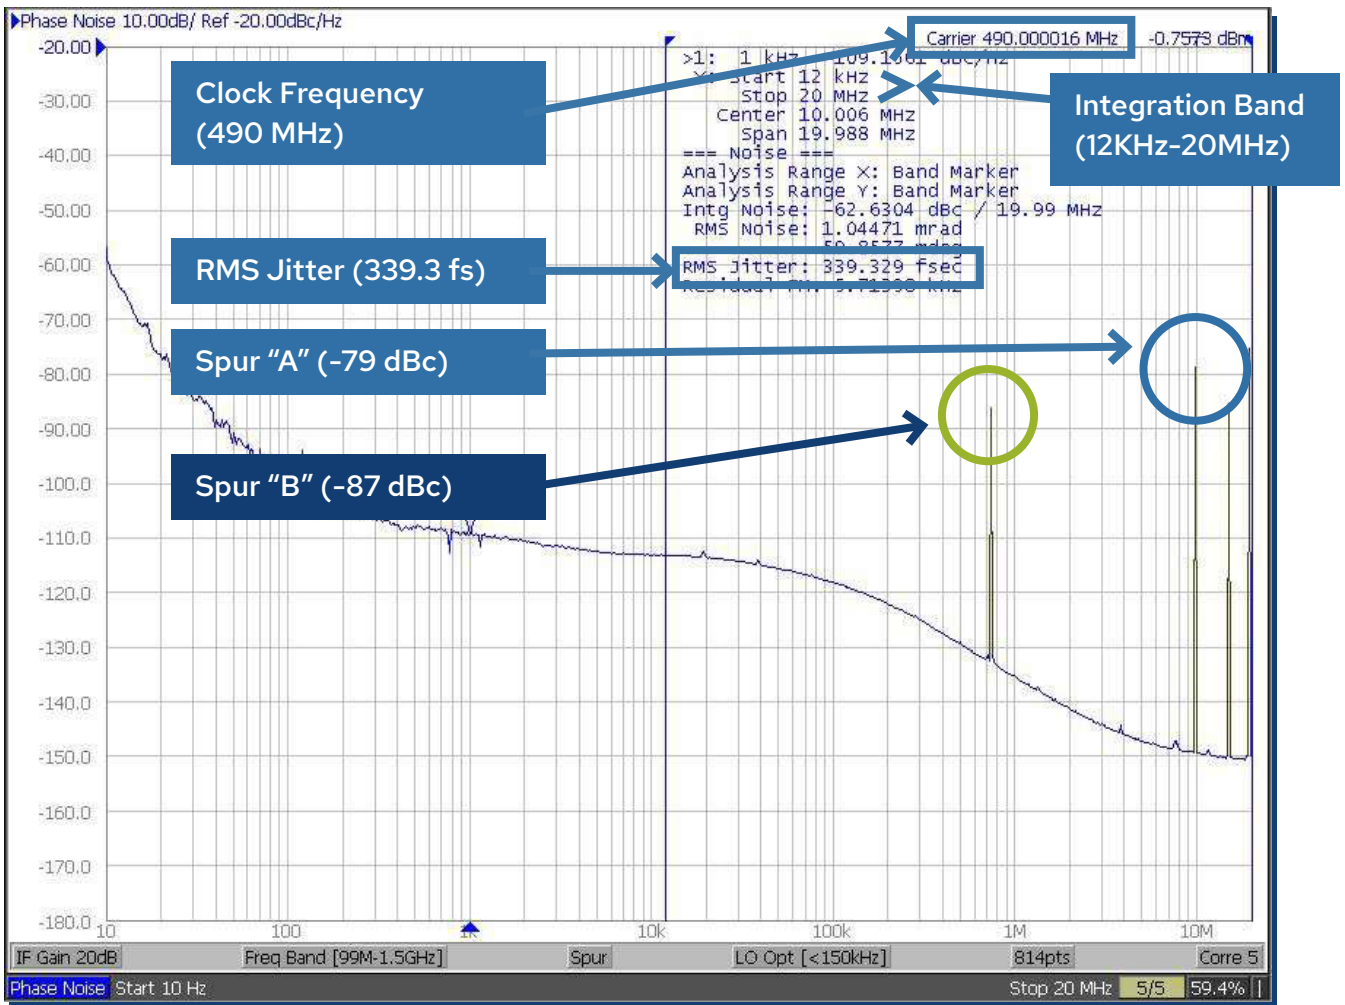 Phase Noise 10.00dB/ Ref -20.00dBc/Hz
Carrier 490.000016 MHz
-0.7573 dBm
-20.00
-30.00
-40.00
-50.00
-60.00
-70.00
-80.00
-90.00
-100.0
-110.0
-120.0
-130.0
-140.0
-150.0
-160.0
-170.0
-180.0
Clock Frequency
(490 MHz)
RMS Jitter (339.3 fs)
Spur “A” (-79 dBc)
Spur “B” (-87 dBc)
>1: 1 kHz -109.1561 dBc/Hz
X: Start 12 kHz
Stop 20 MHz
Center 10.006 MHz
Span 19.988 MHz
=== Noise ===
Analysis Range X: Band Marker
Analysis Range Y: Band Marker
Intg Noise: -62.6304 dBc / 19.99 MHz
RMS Noise: 1.04471 mrad
59.8577 mdeg
RMS Jitter: 339.329 fsec
Integration Band
(12KHz-20MHz)
10
100
1k
10k
100k
1M
10M
IF Gain 20dB
Freq Band [99M-1.5GHz]
Spur
LO Opt [<150kHz]
814pts
Corre 5
Phase Noise
Start 10 Hz
Stop 20 MHz
5/5
59.4%